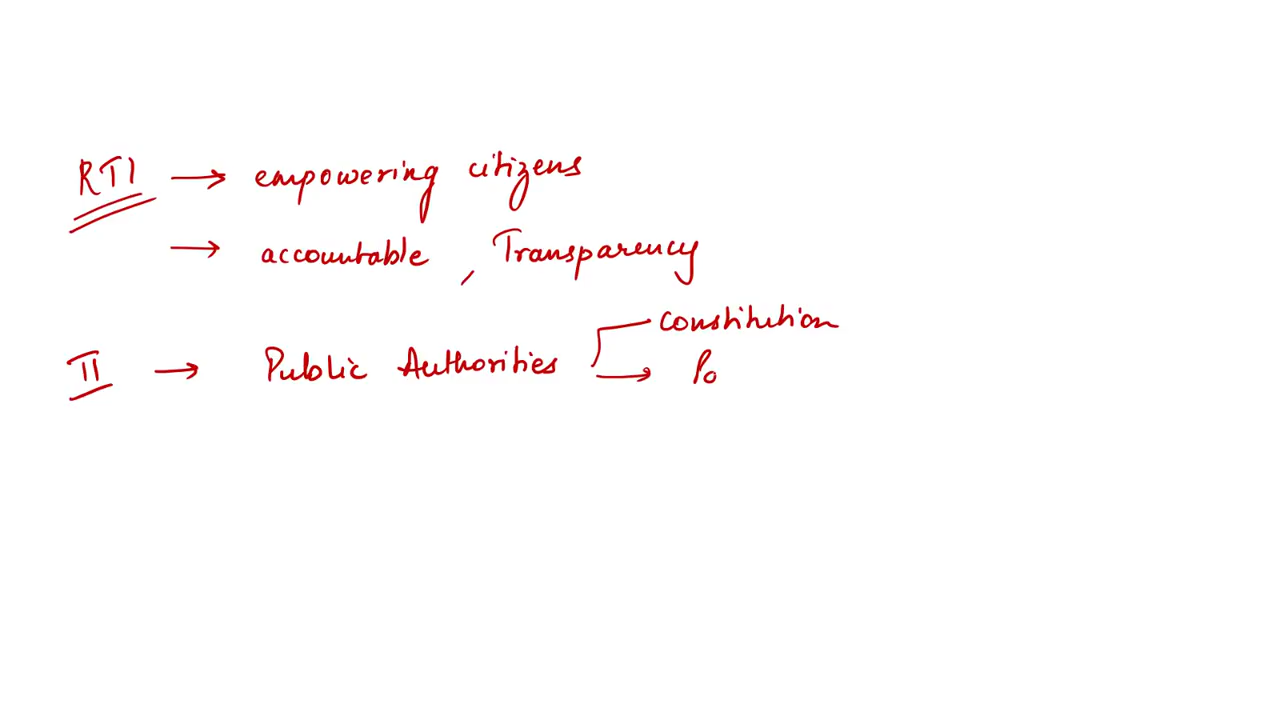 RTI → empowering citizens
→ accountable, Transparency
constitution
II → Public Authorities → Po